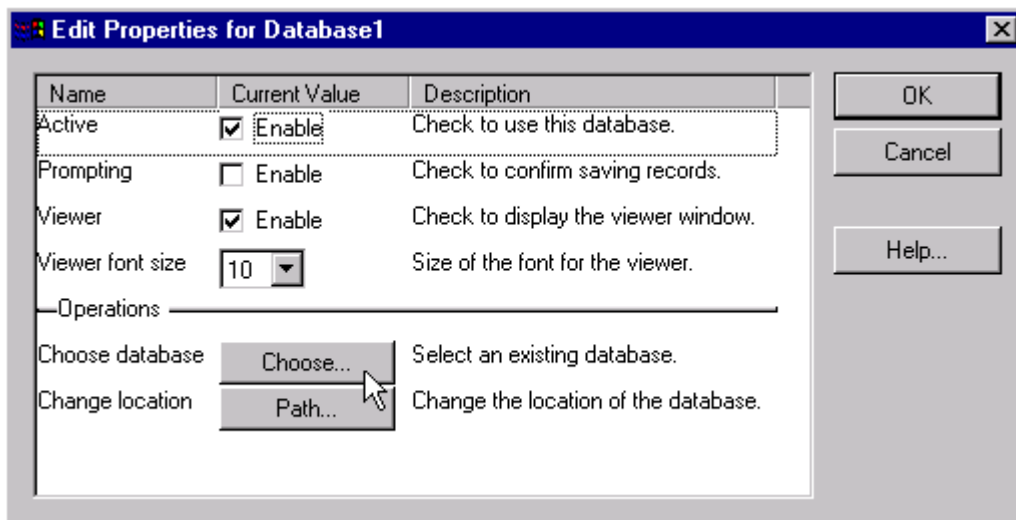 Edit Properties for Database1
Name Current Value Description
Active Enable Check to use this database.
Prompting Enable Check to confirm saving records.
Viewer Enable Check to display the viewer window.
Viewer font size 10 Size of the font for the viewer.
Operations
Choose database Choose... Select an existing database.
Change location Path... Change the location of the database.
OK
Cancel
Help...